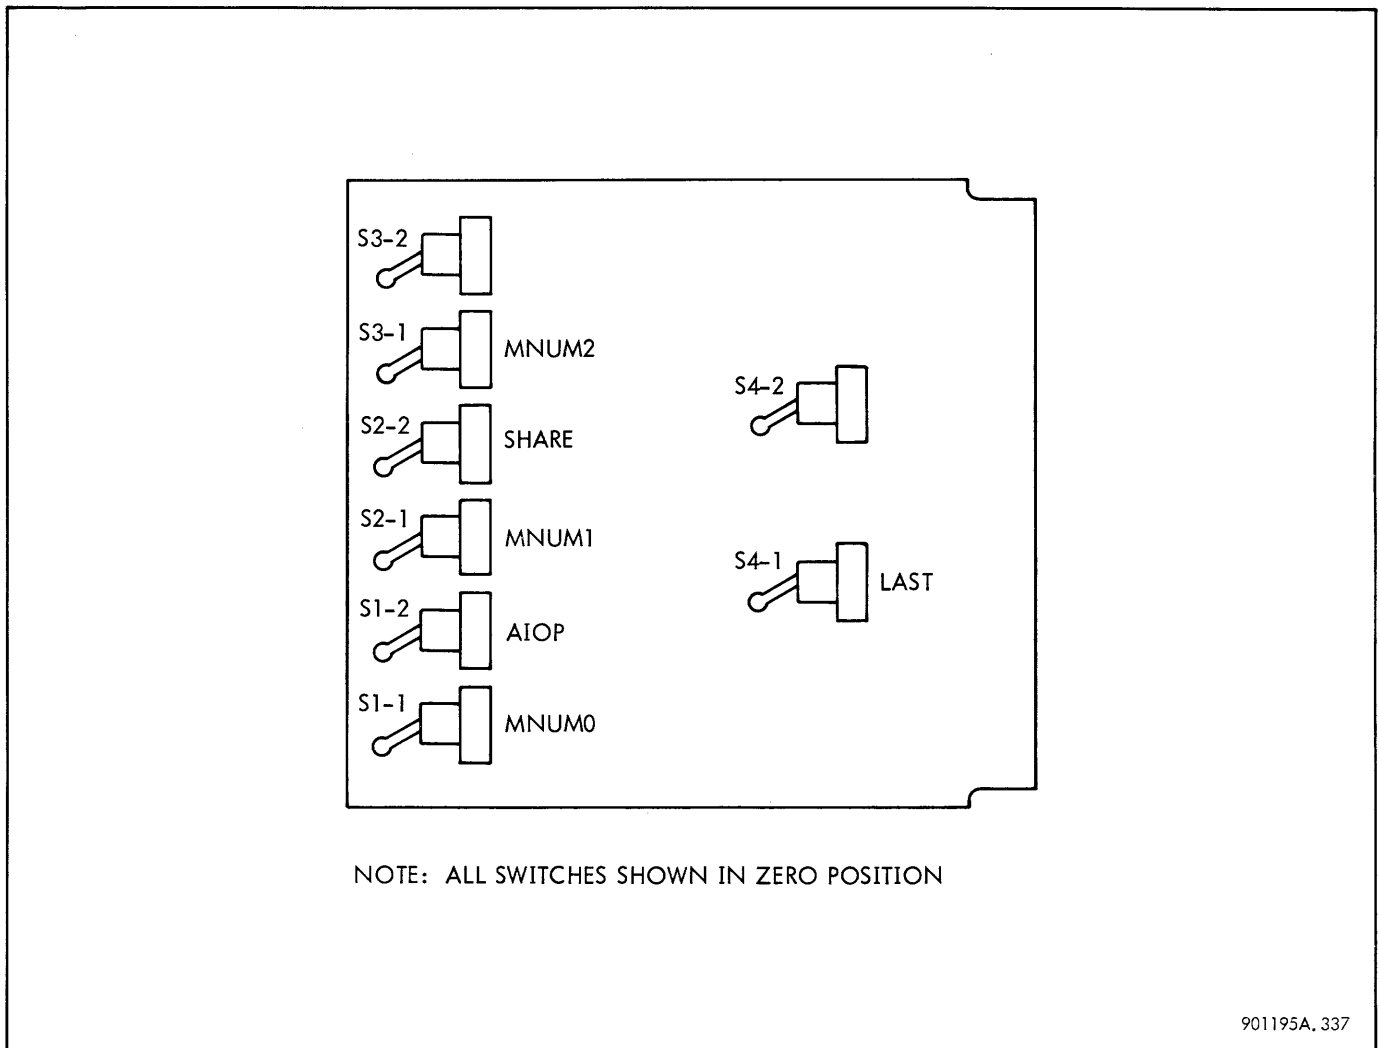 S3-2
S3-1 MNUM2
S2-2 SHARE
S2-1 MNUM1
S1-2 AIOP
S1-1 MNUM0
S4-2
S4-1 LAST
NOTE: ALL SWITCHES SHOWN IN ZERO POSITION
901195A.337